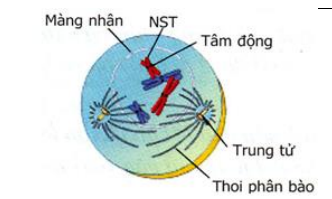 Màng nhân
NST
Tâm động
Trung tử
Thoi phân bào